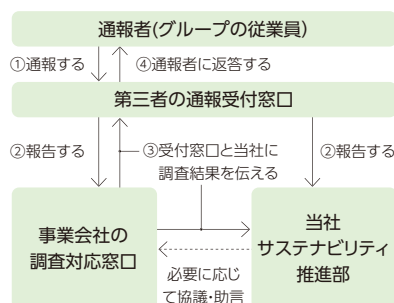 通報者(グループの従業員)
①通報する
④通報者に返答する
第三者の通報受付窓口
②報告する
③受付窓口と当社に
調査結果を伝える
②報告する
事業会社の
調査対応窓口
必要に応じ
て協議・助言
当社
サステナビリティ
推進部